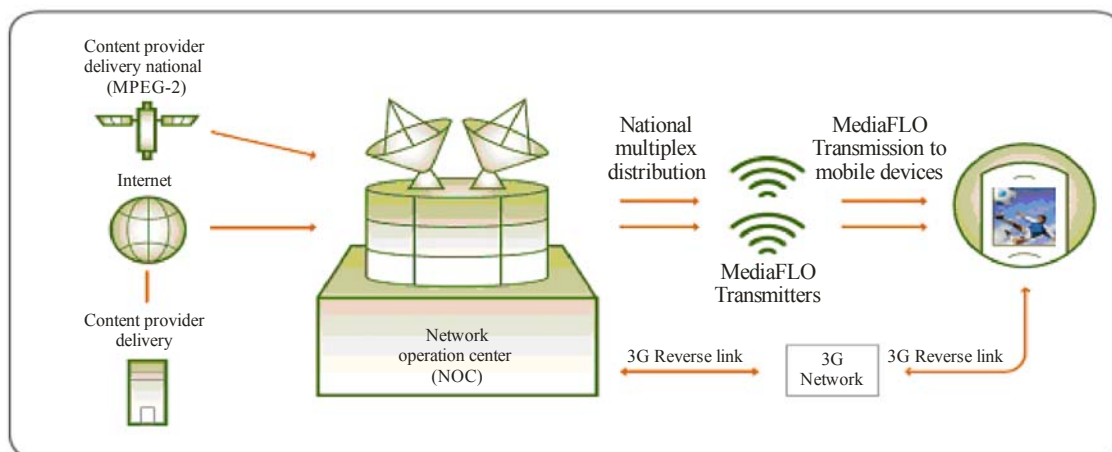 Content provider
delivery national
(MPEG-2)
Internet
Content provider
delivery
Network
operation center
(NOC)
National
multiplex
distribution
MediaFLO
Transmitters
MediaFLO
Transmission to
mobile devices
3G Reverse link
3G
Network
3G Reverse link